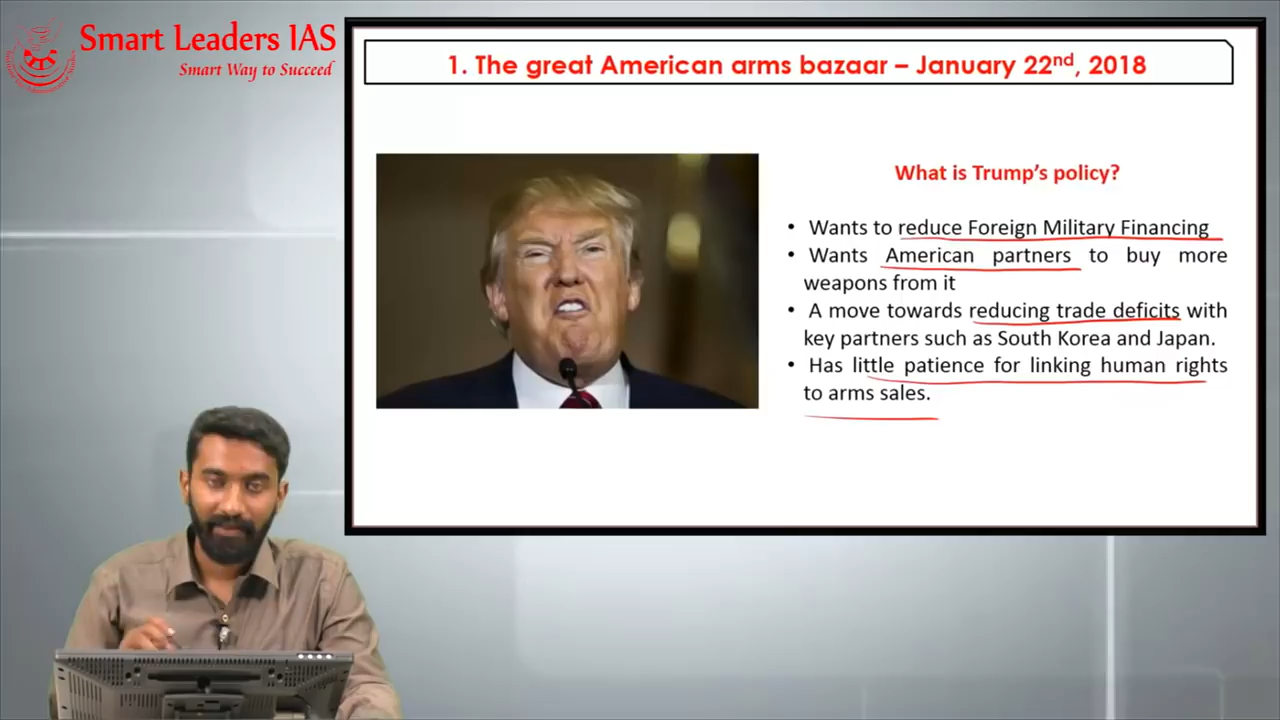 Smart Leaders IAS
Smart Way to Succeed
1. The great American arms bazaar – January 22nd, 2018
What is Trump’s policy?
• Wants to reduce Foreign Military Financing
• Wants American partners to buy more
weapons from it
• A move towards reducing trade deficits with
key partners such as South Korea and Japan.
• Has little patience for linking human rights
to arms sales.